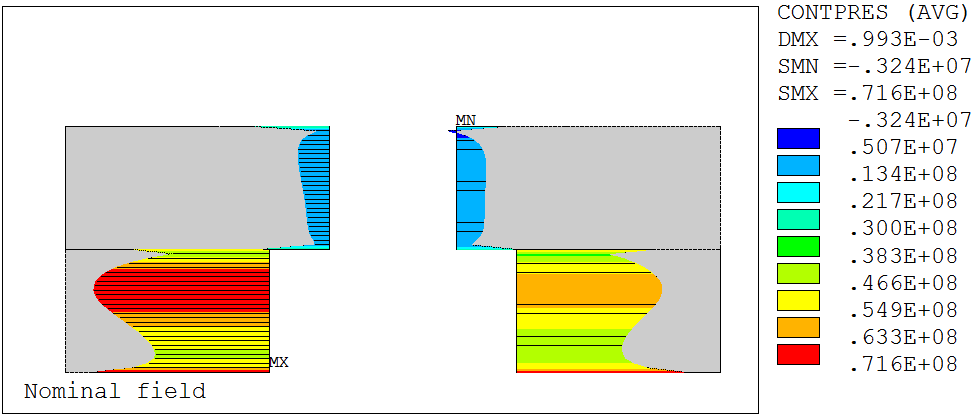 CONTPRES (AVG)
DMX =.993E-03
SMN =-.324E+07
SMX =.716E+08
-.324E+07
.507E+07
.134E+08
.217E+08
.300E+08
.383E+08
.466E+08
.549E+08
.633E+08
.716E+08
MN
MX
Nominal field